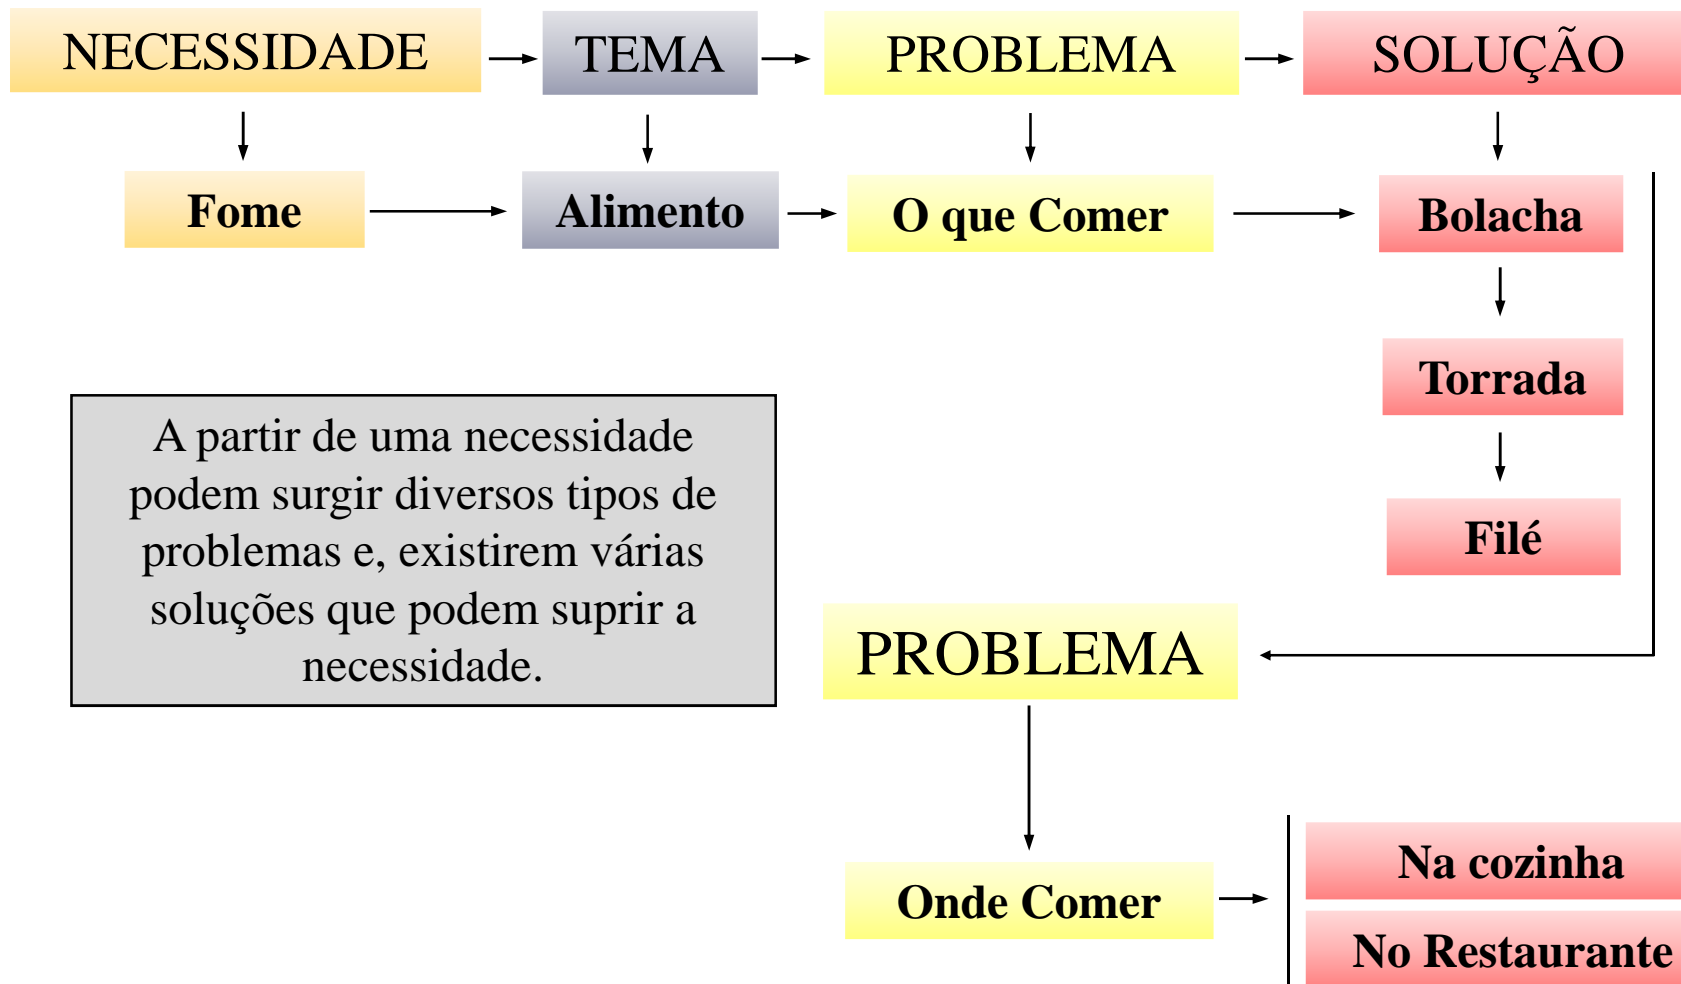 NECESSIDADE
TEMA
PROBLEMA
SOLUÇÃO
Fome
Alimento
O que Comer
Bolacha
Torrada
Filé
A partir de uma necessidade
podem surgir diversos tipos de
problemas e, existirem várias
soluções que podem suprir a
necessidade.
PROBLEMA
Onde Comer
Na cozinha
No Restaurante